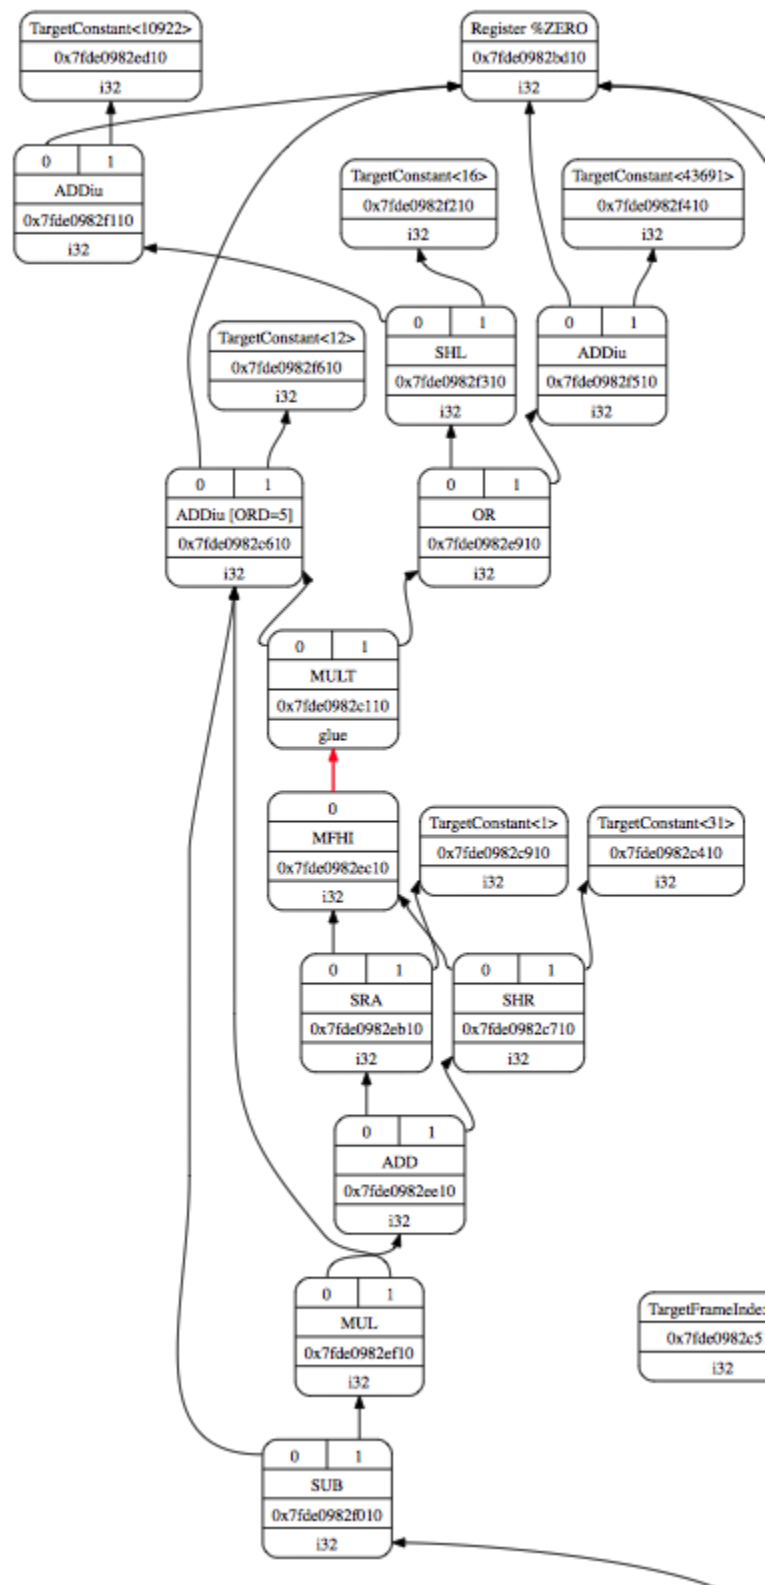 TargetConstant<10922>
0x7fde0982ed10
i32
Register %ZERO
0x7fde0982bd10
i32
0 1
ADDiu
0x7fde0982f110
i32
TargetConstant<16>
0x7fde0982f210
i32
TargetConstant<43691>
0x7fde0982f410
i32
TargetConstant<12>
0x7fde0982f610
i32
0 1
SHL
0x7fde0982f310
i32
0 1
ADDiu
0x7fde0982f510
i32
0 1
ADDiu [ORD=5]
0x7fde0982c610
i32
0 1
OR
0x7fde0982e910
i32
0 1
MULT
0x7fde0982c110
glue
0
MFHI
0x7fde0982ec10
i32
TargetConstant<1>
0x7fde0982c910
i32
TargetConstant<31>
0x7fde0982c410
i32
0 1
SRA
0x7fde0982eb10
i32
0 1
SHR
0x7fde0982c710
i32
0 1
ADD
0x7fde0982ee10
i32
0 1
MUL
0x7fde0982ef10
i32
TargetFrameIndex
0x7fde0982c5
i32
0 1
SUB
0x7fde0982f010
i32